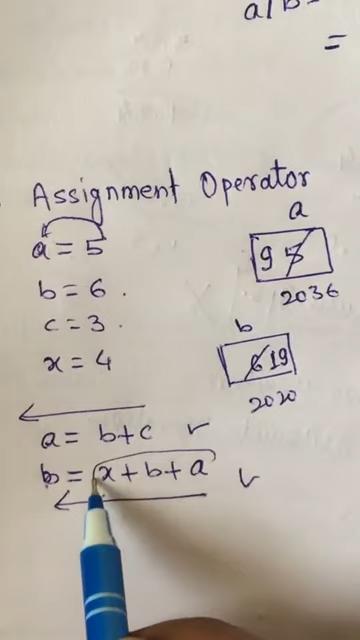 a/b =
=
Assignment Operator
a = 5
b = 6 .
c = 3 .
x = 4
a
9 5
2036
b
6 19
2020
a = b+c ✓
b = x+b+a ✓